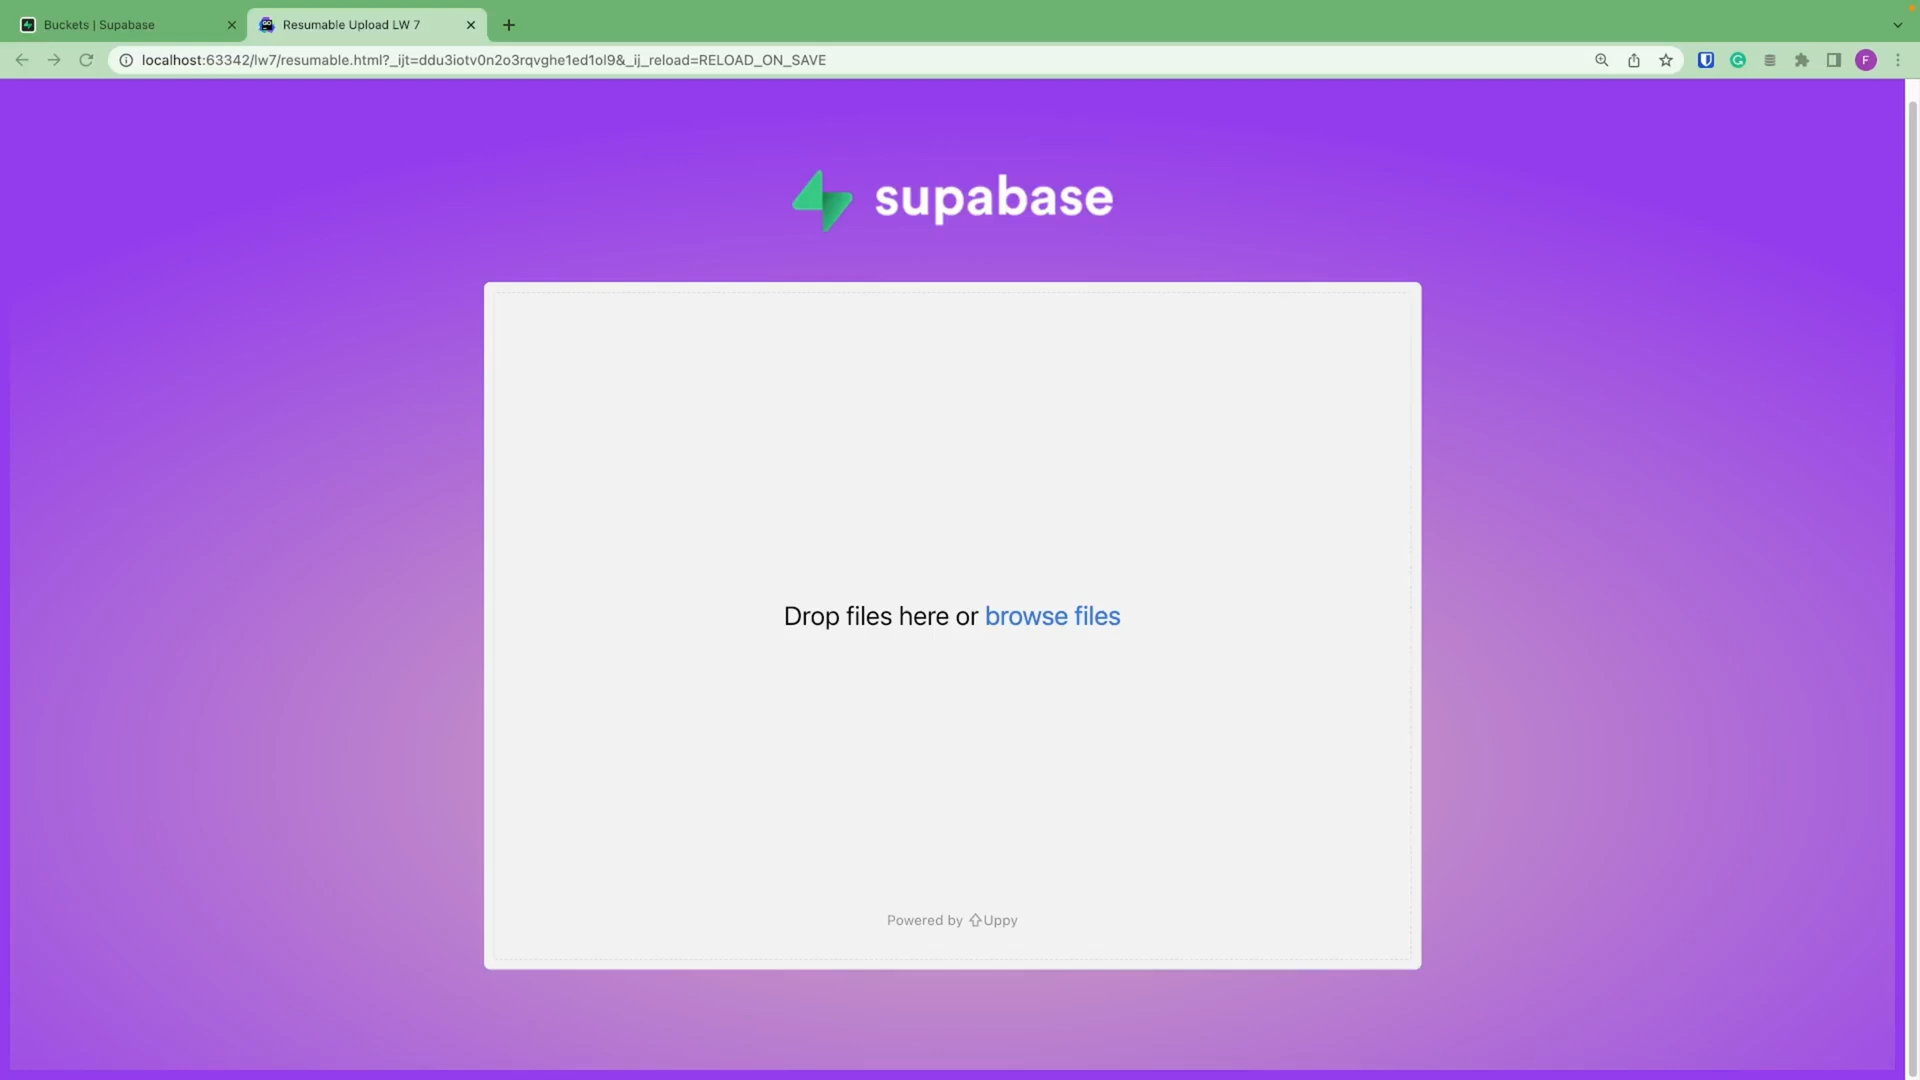 Buckets | Supabase
Resumable Upload LW 7
localhost:63342/lw7/resumable.html?_ijt=ddu3iotv0n2o3rqvghe1ed1ol9&_ij_reload=RELOAD_ON_SAVE
F
supabase
Drop files here or browse files
Powered by Uppy